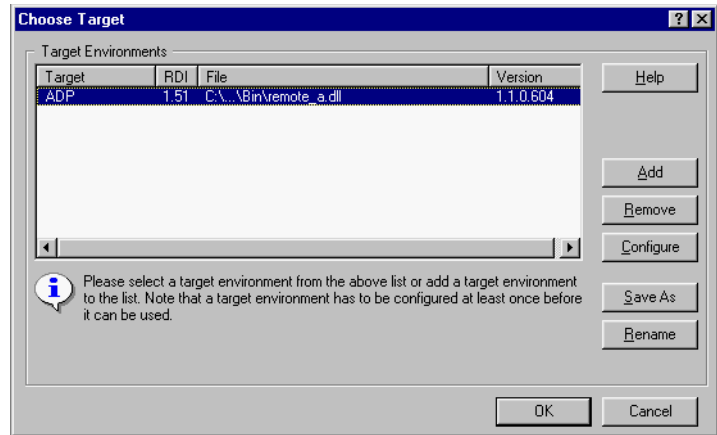 Choose Target
Target Environments
Target RDI File Version
ADP 1.51 C:\...\Bin\remote_a.dll 1.1.0.604
Help
Add
Remove
Configure
Please select a target environment from the above list or add a target environment
to the list. Note that a target environment has to be configured at least once before
it can be used.
Save As
Rename
OK Cancel